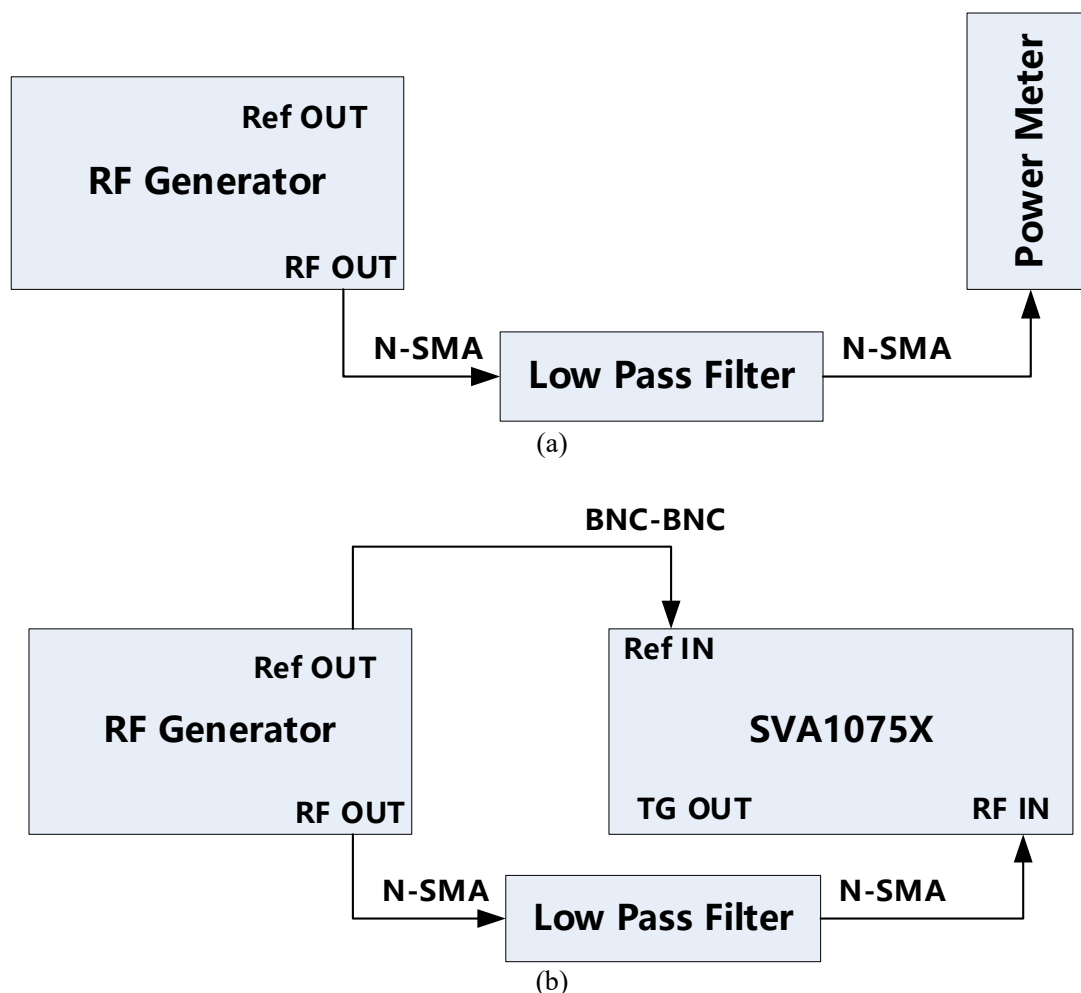 Ref OUT
RF Generator
RF OUT
Power Meter
N-SMA
Low Pass Filter
N-SMA
(a)
BNC-BNC
Ref OUT
RF Generator
RF OUT
Ref IN
SVA1075X
TG OUT
RF IN
N-SMA
Low Pass Filter
N-SMA
(b)